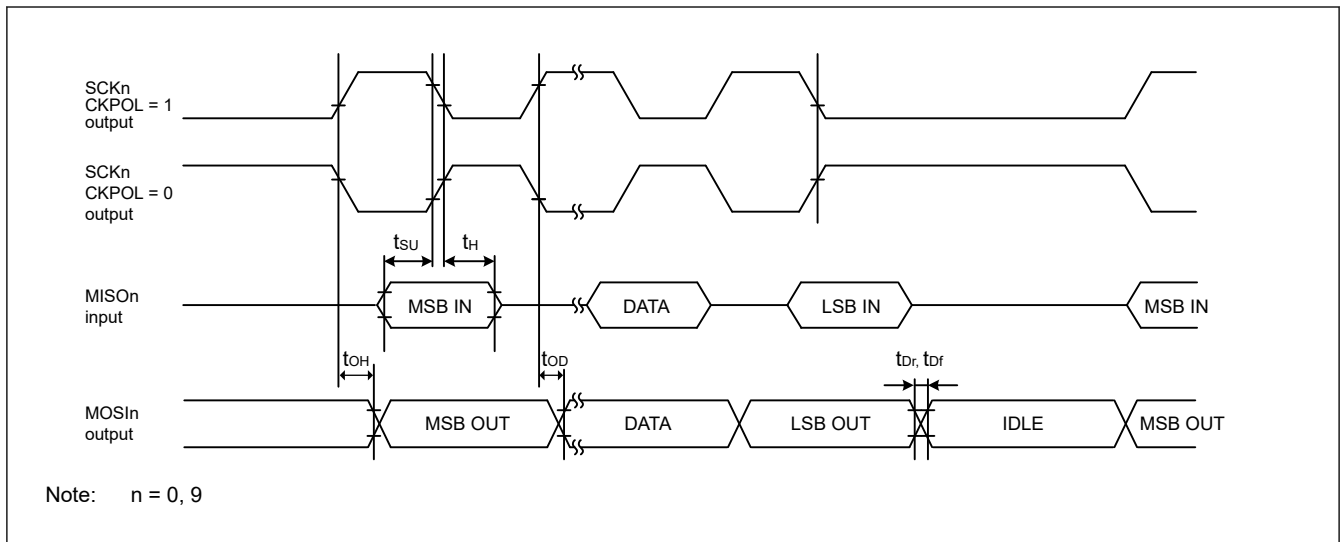 SCKn
CKPOL = 1
output
SCKn
CKPOL = 0
output
tSU
tH
MISOn
input
MSB IN
DATA
LSB IN
MSB IN
tOH
tOD
tDr, tDf
MOSIn
output
MSB OUT
DATA
LSB OUT
IDLE
MSB OUT
Note: n = 0, 9